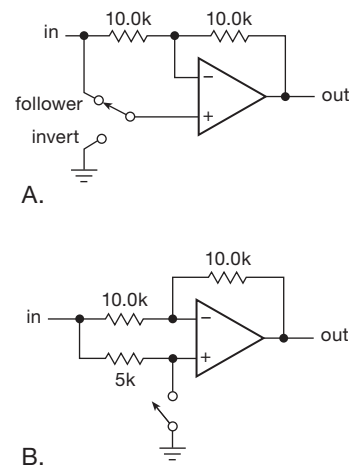 10.0k 10.0k
in
−
out
follower
+
invert
A.
10.0k
10.0k
in
−
out
+
5k
B.